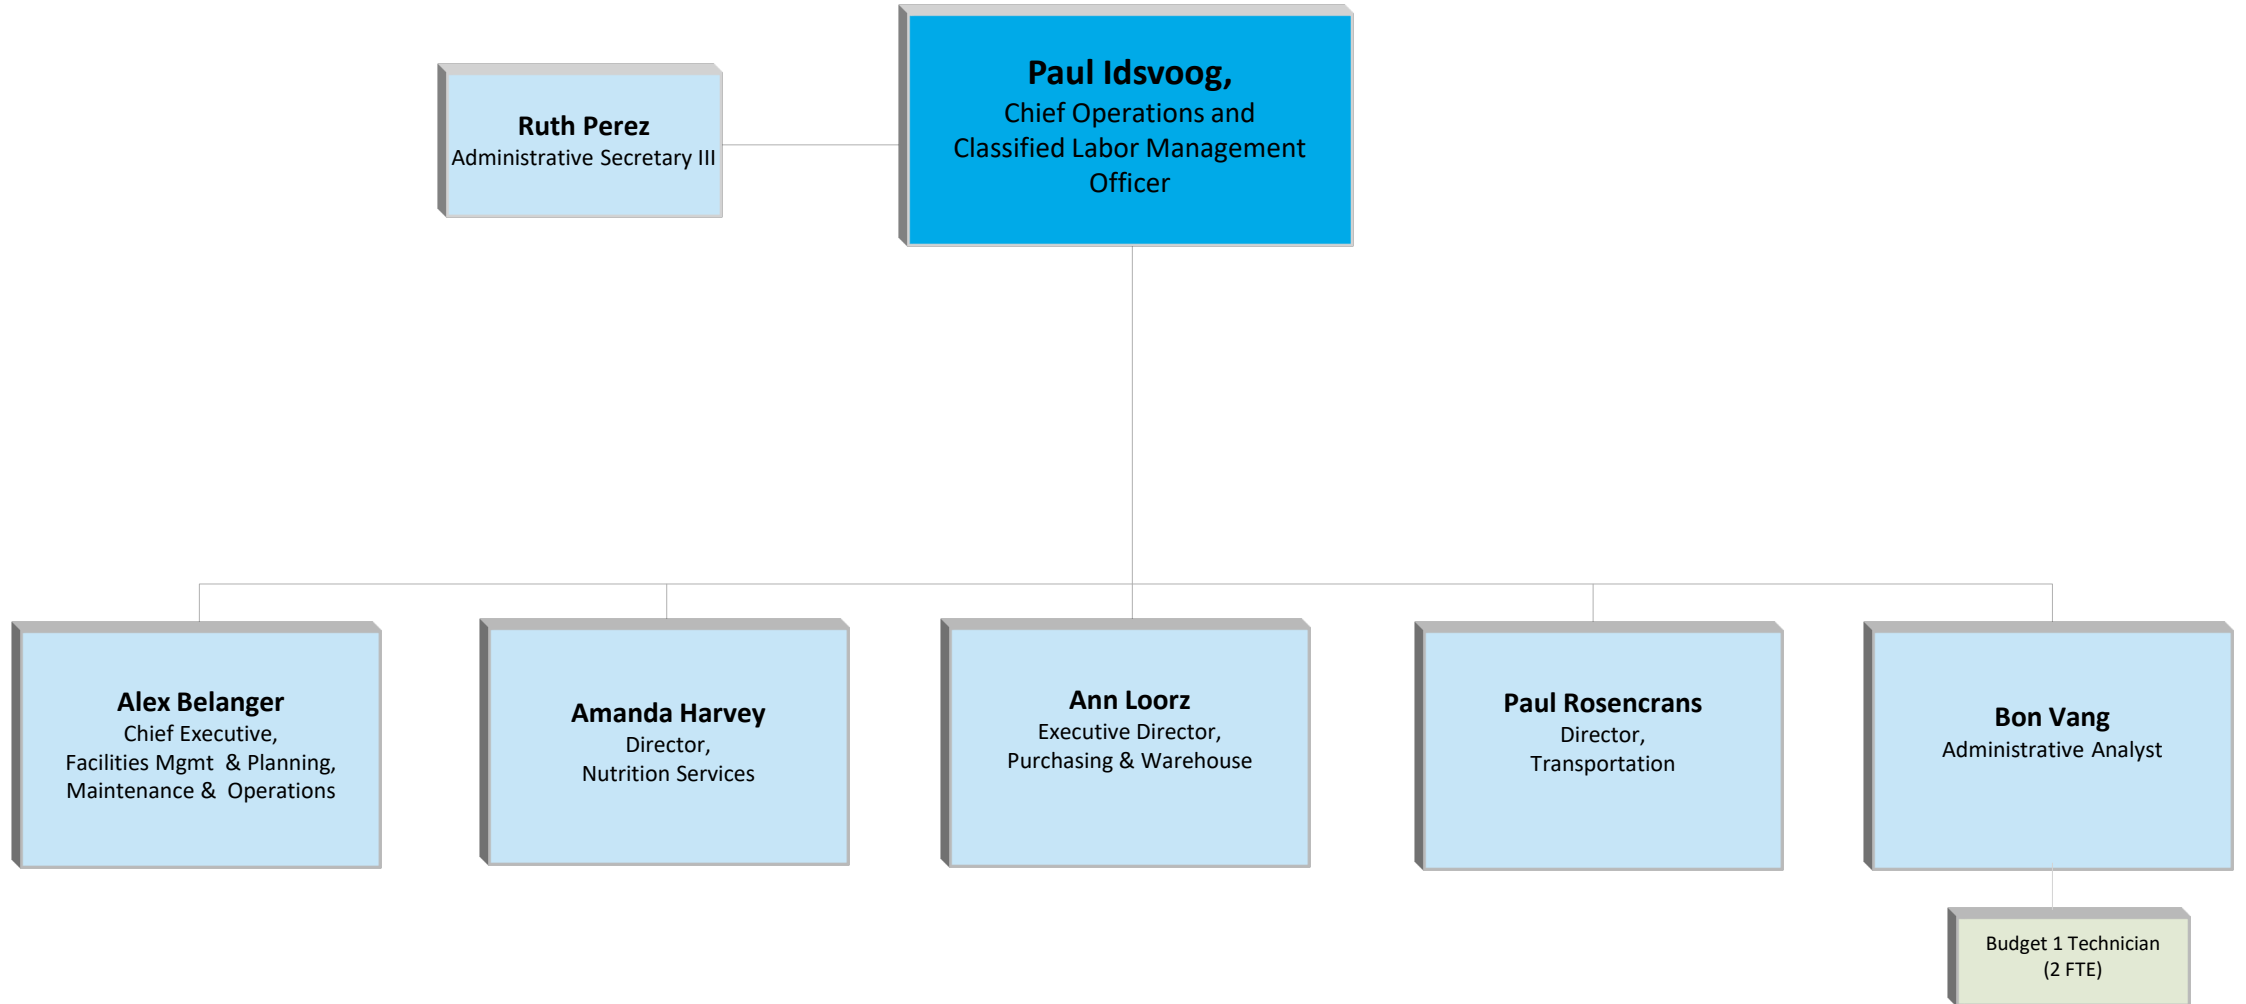 Paul Idsvoog,
Chief Operations and
Classified Labor Management
Officer
Ruth Perez
Administrative Secretary III
Alex Belanger
Chief Executive,
Facilities Mgmt & Planning,
Maintenance & Operations
Amanda Harvey
Director,
Nutrition Services
Ann Loorz
Executive Director,
Purchasing & Warehouse
Paul Rosencrans
Director,
Transportation
Bon Vang
Administrative Analyst
Budget 1 Technician
(2 FTE)